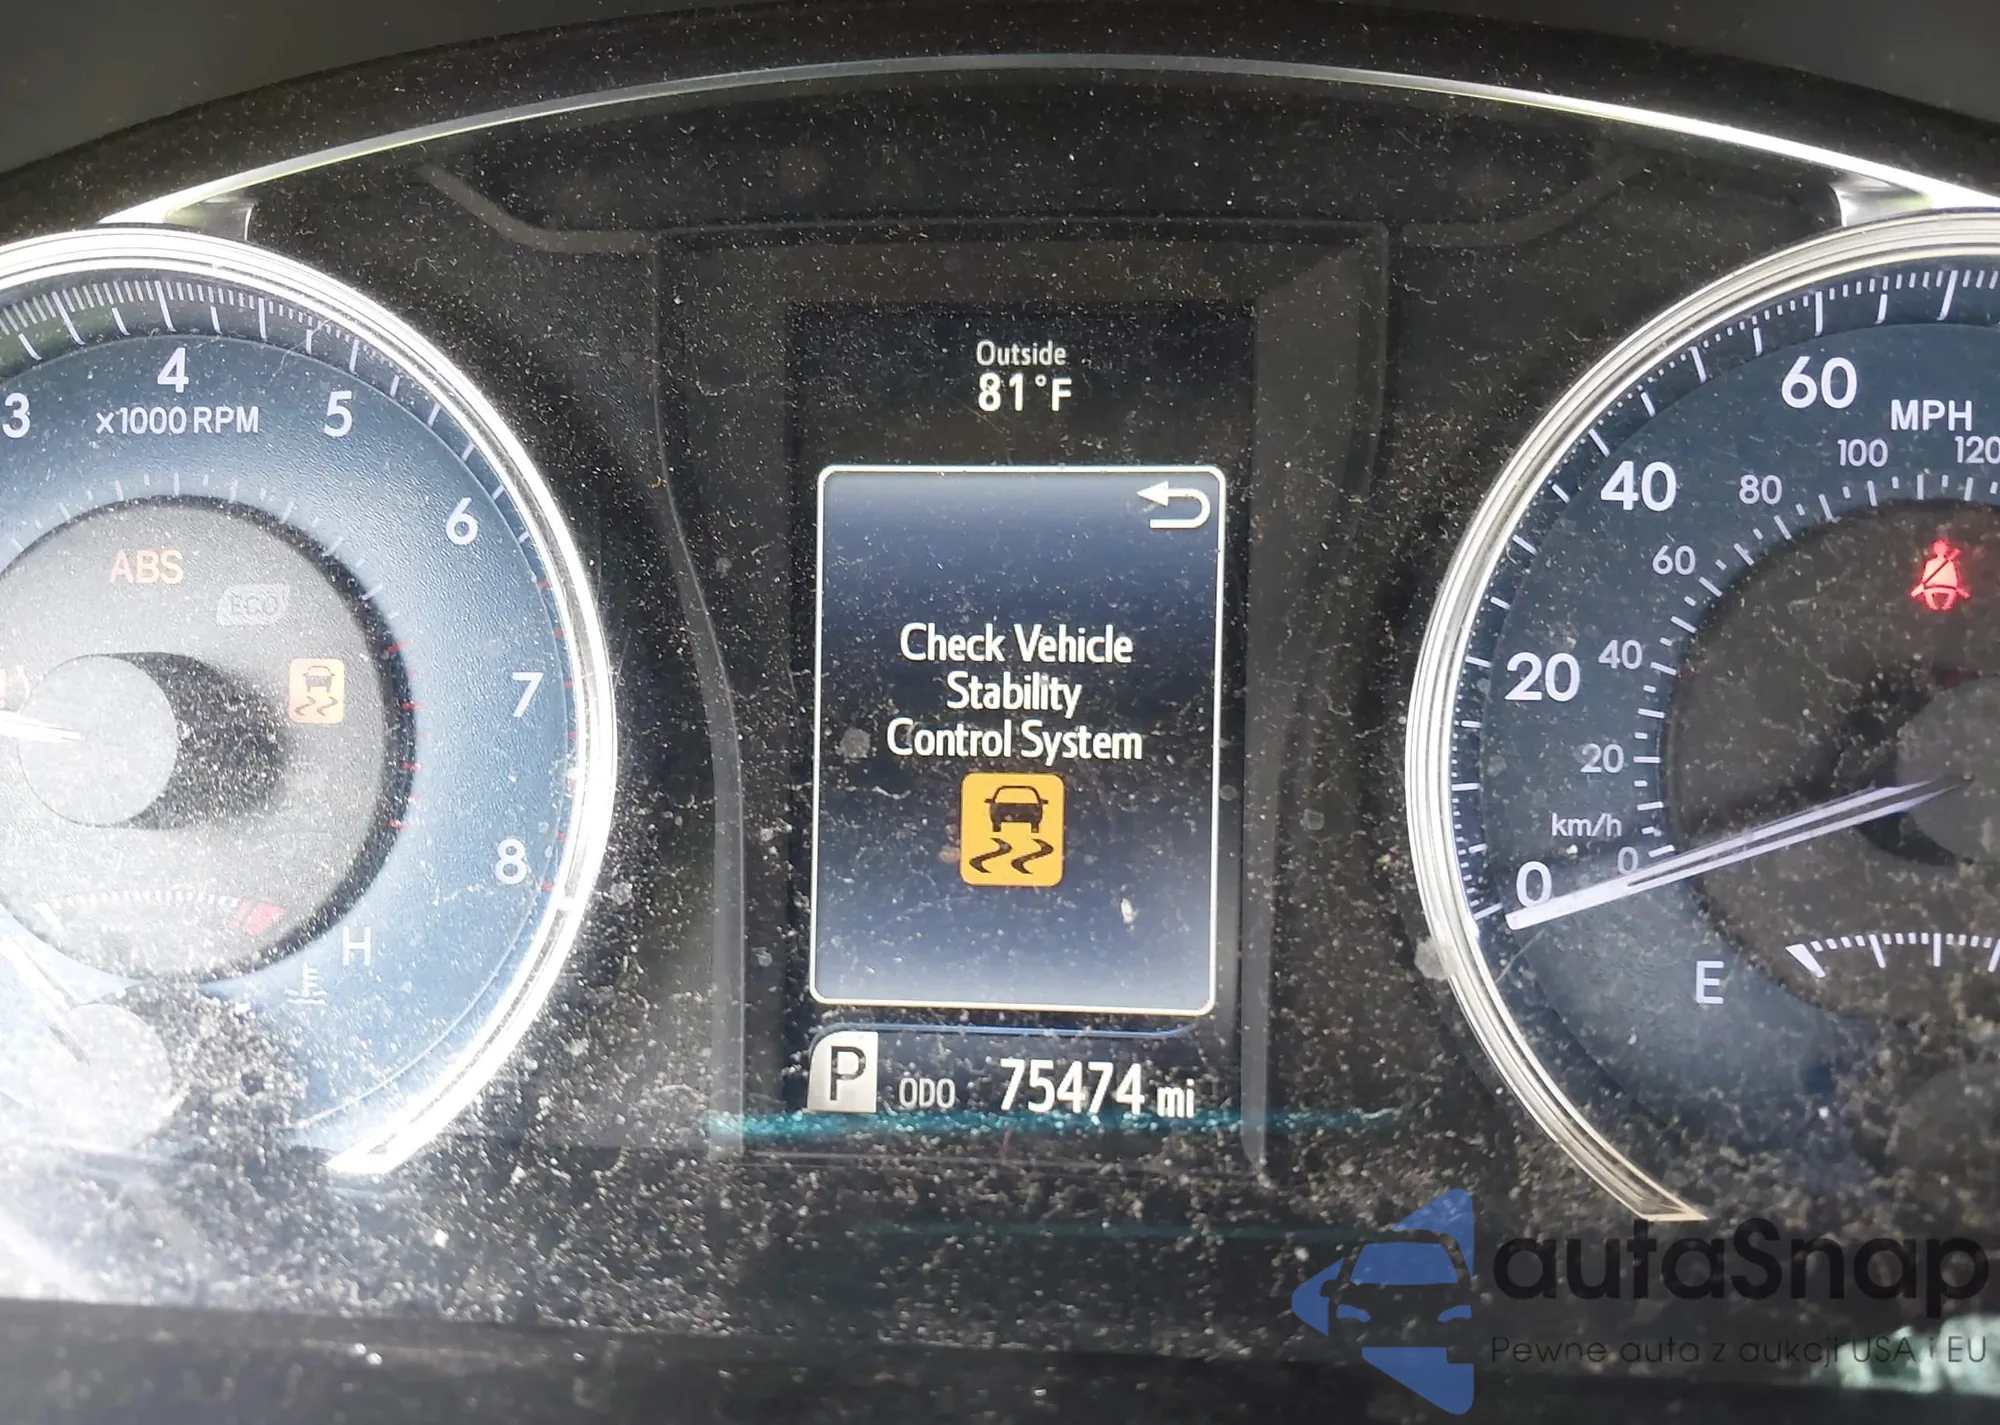 Outside
81°F
3
4
5
6
7
8
x1000 RPM
ABS
ECO
H
Check Vehicle
Stability
Control System
P
ODO 75474 mi
60
MPH
100
120
40
80
60
20
40
20
km/h
0
0
E
autaSnap
Pewne auta z aukcji USA i EU